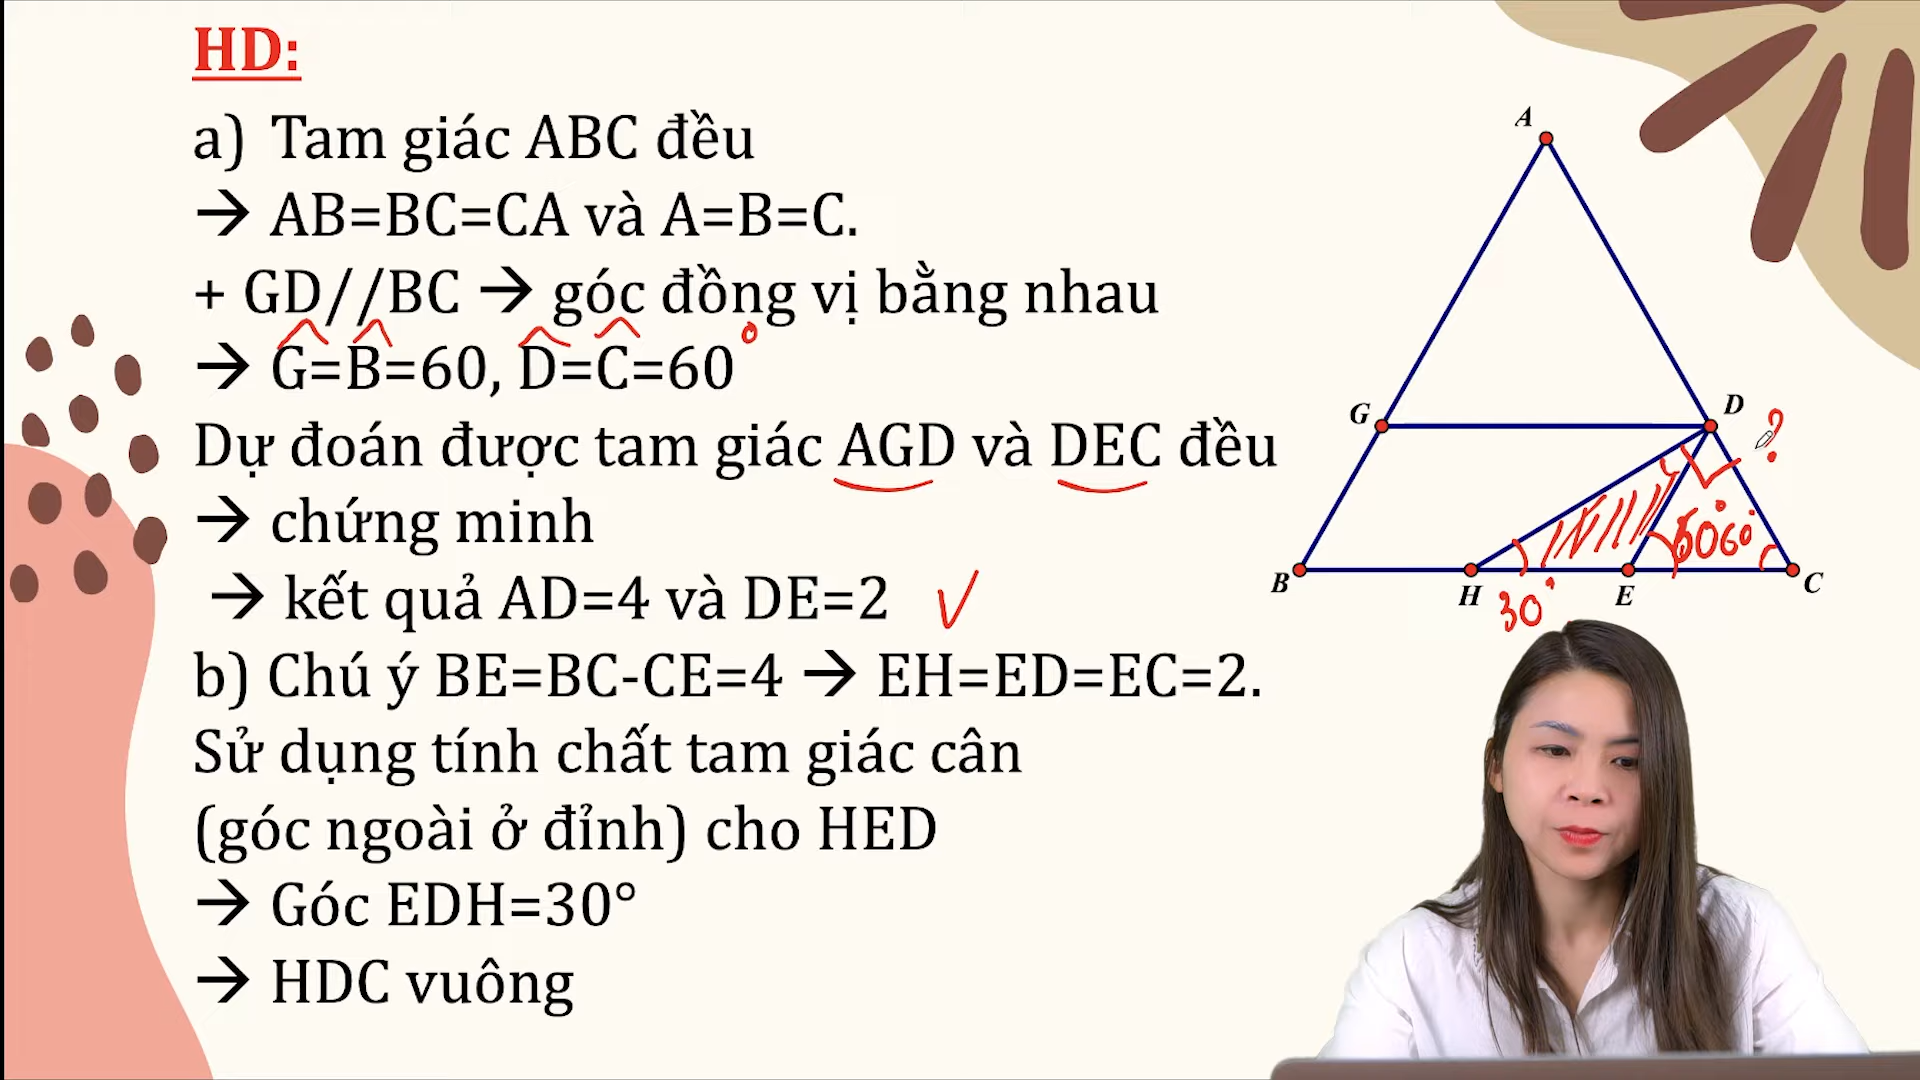 HD:
a) Tam giác ABC đều
→ AB=BC=CA và A=B=C.
+ GD//BC → góc đồng vị bằng nhau
→ G=B=60, D=C=60°
Dự đoán được tam giác AGD và DEC đều
→ chứng minh
→ kết quả AD=4 và DE=2 ✓
b) Chú ý BE=BC-CE=4 → EH=ED=EC=2.
Sử dụng tính chất tam giác cân
(góc ngoài ở đỉnh) cho HED
→ Góc EDH=30°
→ HDC vuông
A
G
D
?
60°
60°
B
H
30°
E
C